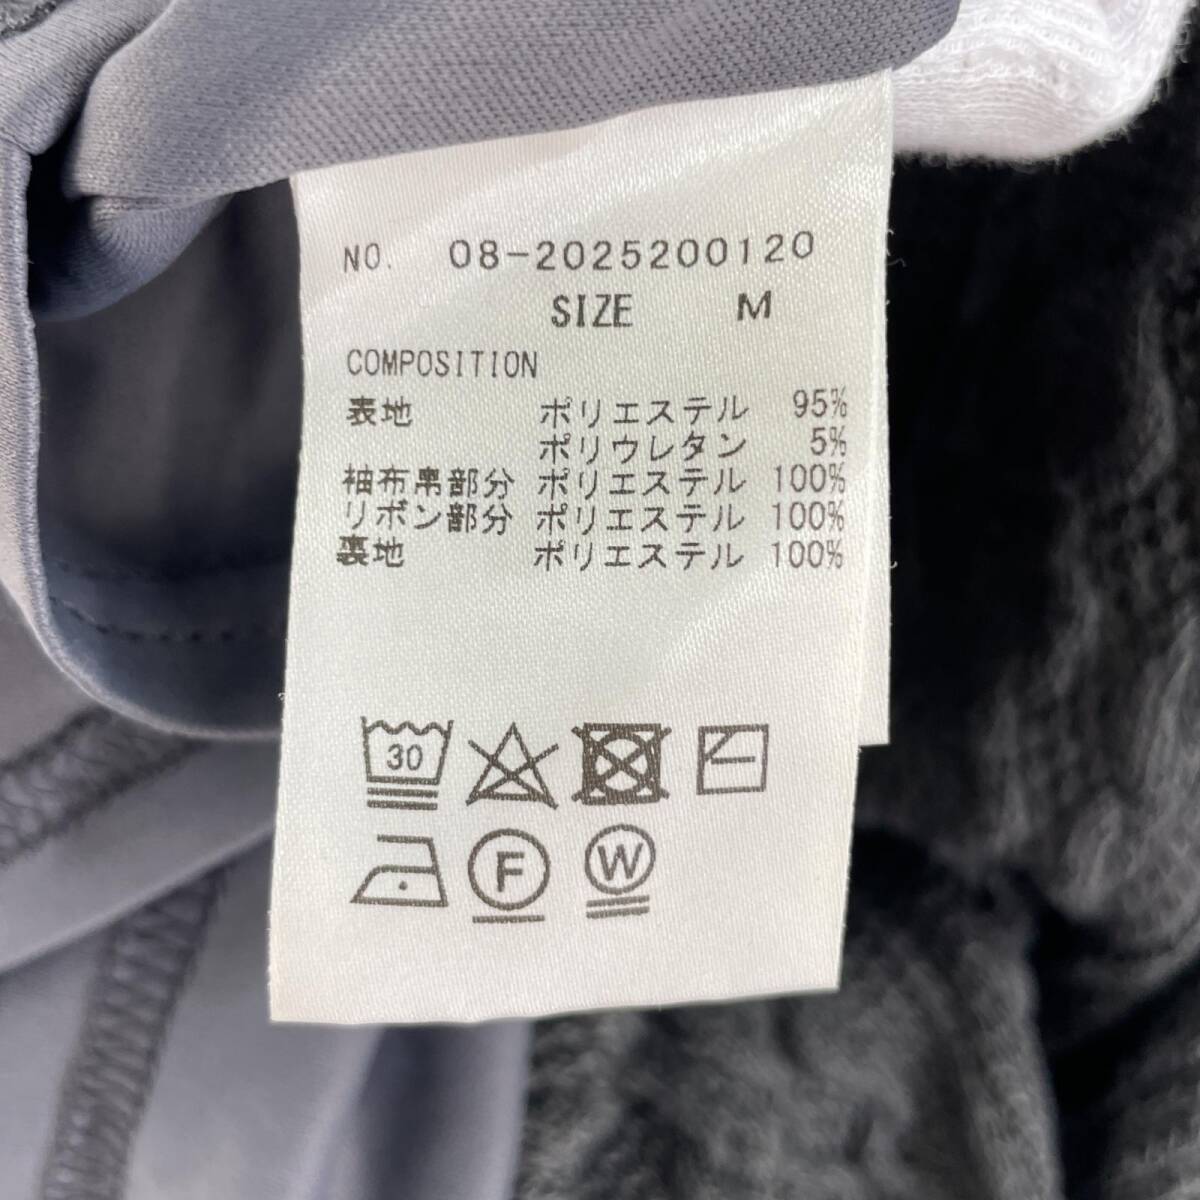 NO. 08-2025200120
SIZE M
COMPOSITION
表地 ポリエステル 95%
ポリウレタン 5%
袖布帛部分 ポリエステル 100%
リボン部分 ポリエステル 100%
裏地 ポリエステル 100%
30
F W